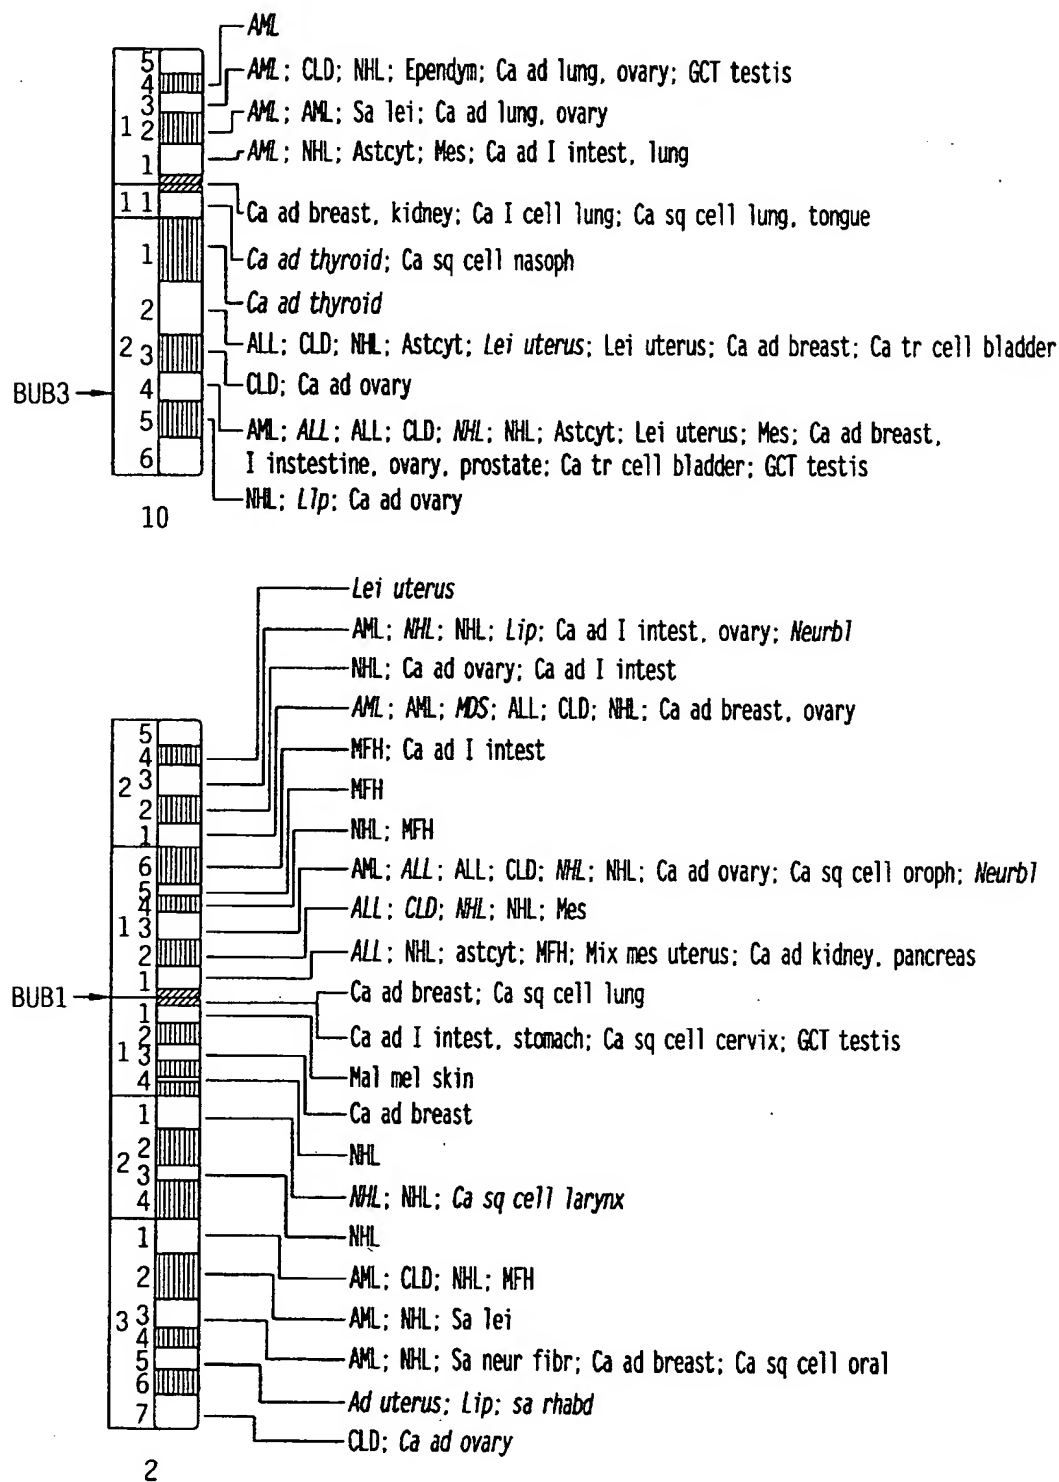 AML
5
4
AML; CLD; NHL; Ependym; Ca ad lung, ovary; GCT testis
3
1 2
AML; AML; Sa lei; Ca ad lung, ovary
1
AML; NHL; Astcyt; Mes; Ca ad I intest, lung
1 1
Ca ad breast, kidney; Ca I cell lung; Ca sq cell lung, tongue
1
Ca ad thyroid; Ca sq cell nasoph
Ca ad thyroid
2
2 3
ALL; CLD; NHL; Astcyt; Lei uterus; Lei uterus; Ca ad breast; Ca tr cell bladder
BUB3
4
CLD; Ca ad ovary
5
AML; ALL; ALL; CLD; NHL; NHL; Astcyt; Lei uterus; Mes; Ca ad breast,
6
I instestine, ovary, prostate; Ca tr cell bladder; GCT testis
NHL; Lip; Ca ad ovary
10
Lei uterus
AML; NHL; NHL; Lip; Ca ad I intest, ovary; Neurbl
NHL; Ca ad ovary; Ca ad I intest
AML; AML; MDS; ALL; CLD; NHL; Ca ad breast, ovary
5
4
MFH; Ca ad I intest
2 3
MFH
2
1
NHL; MFH
6
AML; ALL; ALL; CLD; NHL; NHL; Ca ad ovary; Ca sq cell oroph; Neurbl
5
4
ALL; CLD; NHL; NHL; Mes
1 3
2
ALL; NHL; astcyt; MFH; Mix mes uterus; Ca ad kidney, pancreas
1
BUB1
Ca ad breast; Ca sq cell lung
1
2
Ca ad I intest, stomach; Ca sq cell cervix; GCT testis
1 3
4
Mal mel skin
1
Ca ad breast
2
NHL
2 3
4
NHL; NHL; Ca sq cell larynx
1
NHL
2
AML; CLD; NHL; MFH
3 3
AML; NHL; Sa lei
4
5
AML; NHL; Sa neur fibr; Ca ad breast; Ca sq cell oral
6
Ad uterus; Lip; sa rhabd
7
CLD; Ca ad ovary
2